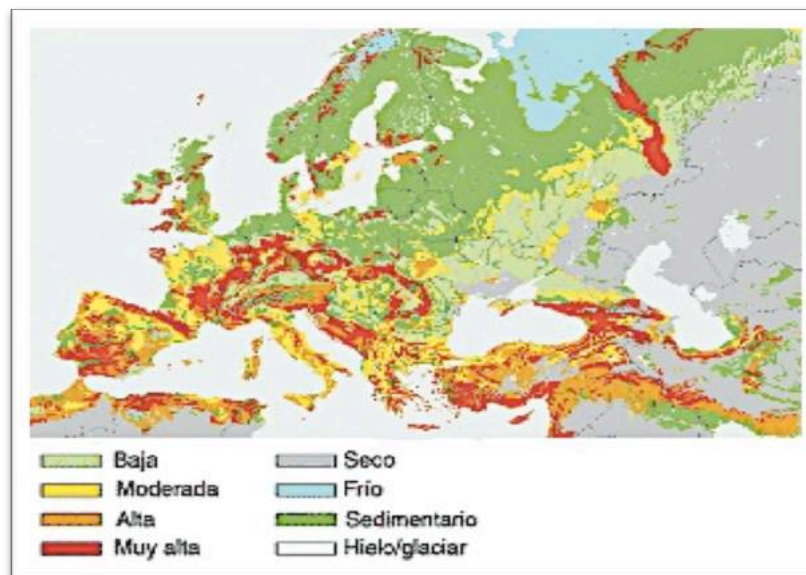 Baja
Moderada
Alta
Muy alta
Seco
Frío
Sedimentario
Hielo/glaciar